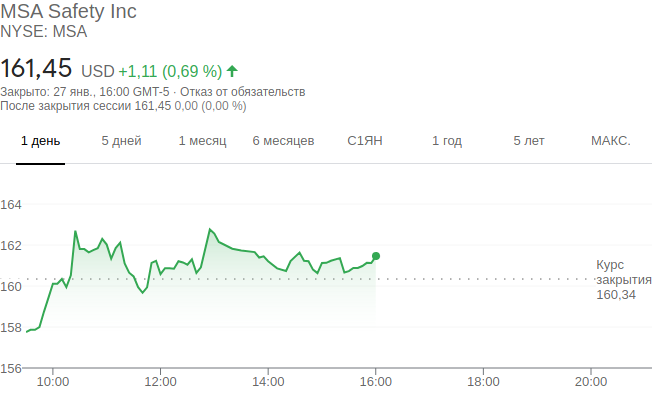 MSA Safety Inc
NYSE: MSA
161,45 USD +1,11 (0,69 %)
Закрыто: 27 янв., 16:00 GMT-5 · Отказ от обязательств
После закрытия сессии 161,45 0,00 (0,00 %)
1 день 5 дней 1 месяц 6 месяцев С1ЯН 1 год 5 лет МАКС.
164
162
160
158
156
Курс
закрытия
160,34
10:00 12:00 14:00 16:00 18:00 20:00